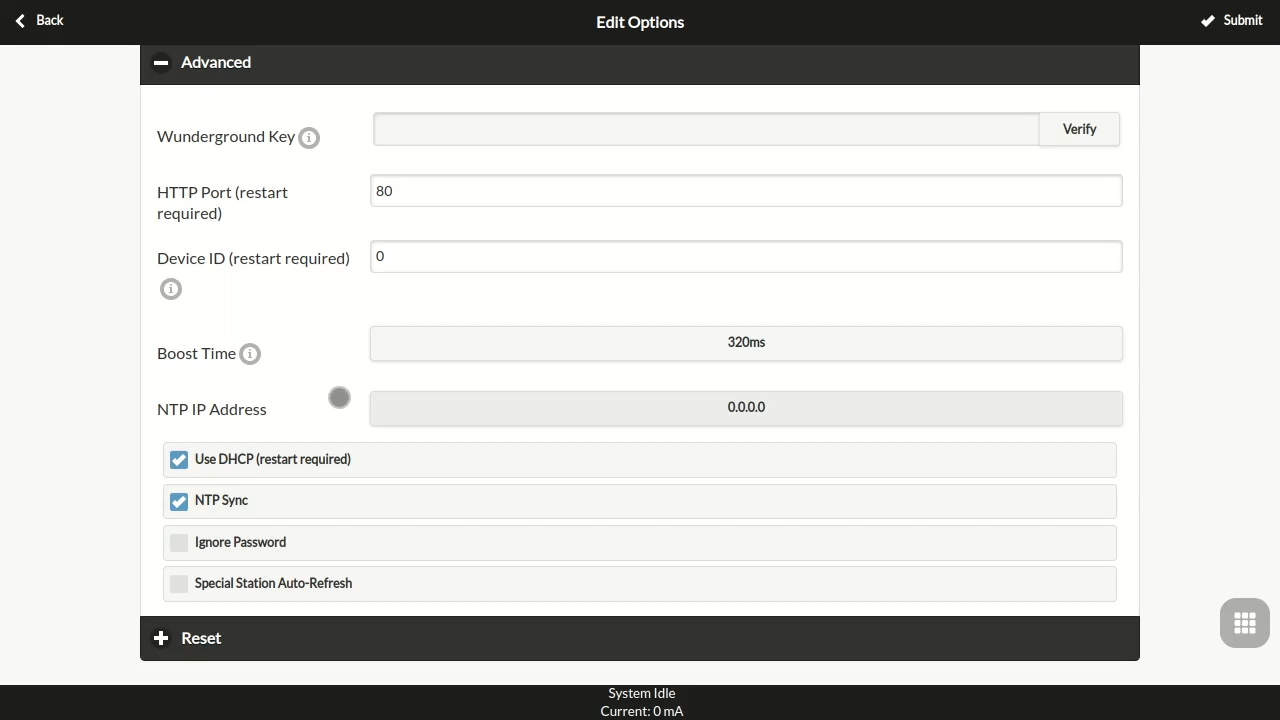 Back
Edit Options
Submit
Advanced
Wunderground Key
Verify
HTTP Port (restart
required)
80
Device ID (restart required)
0
Boost Time
320ms
NTP IP Address
0.0.0.0
Use DHCP (restart required)
NTP Sync
Ignore Password
Special Station Auto-Refresh
Reset
System Idle
Current: 0 mA